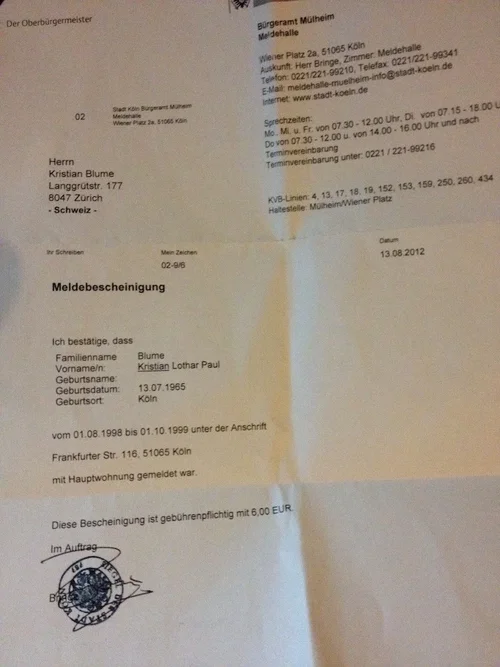 Der Oberbürgermeister
Bürgeramt Mülheim
Meldehalle
Wiener Platz 2a, 51065 Köln
Auskunft: Herr Bringe, Zimmer: Meldehalle
Telefon: 0221/221-99210, Telefax: 0221/221-99341
E-Mail: meldehalle-muelheim-info@stadt-koeln.de
Internet: www.stadt-koeln.de
Sprechzeiten:
Mo, Mi, u. Fr. von 07.30 - 12.00 Uhr, Di. von 07.15 - 18.00 U
Do von 07.30 - 12.00 u. von 14.00 - 16.00 Uhr und nach
Terminvereinbarung
Terminvereinbarung unter: 0221 / 221-99216
KVB-Linien: 4, 13, 17, 18, 19, 152, 153, 159, 250, 260, 434
Haltestelle: Mülheim/Wiener Platz
02
Stadt Köln Bürgeramt Mülheim
Meldehalle
Wiener Platz 2a, 51065 Köln
Herrn
Kristian Blume
Langgrütstr. 177
8047 Zürich
- Schweiz -
Ihr Schreiben Mein Zeichen Datum
02-9/6 13.08.2012
Meldebescheinigung
Ich bestätige, dass
Familienname Blume
Vorname/n: Kristian Lothar Paul
Geburtsname:
Geburtsdatum: 13.07.1965
Geburtsort: Köln
vom 01.08.1998 bis 01.10.1999 unter der Anschrift
Frankfurter Str. 116, 51065 Köln
mit Hauptwohnung gemeldet war.
Diese Bescheinigung ist gebührenpflichtig mit 6,00 EUR.
Im Auftrag